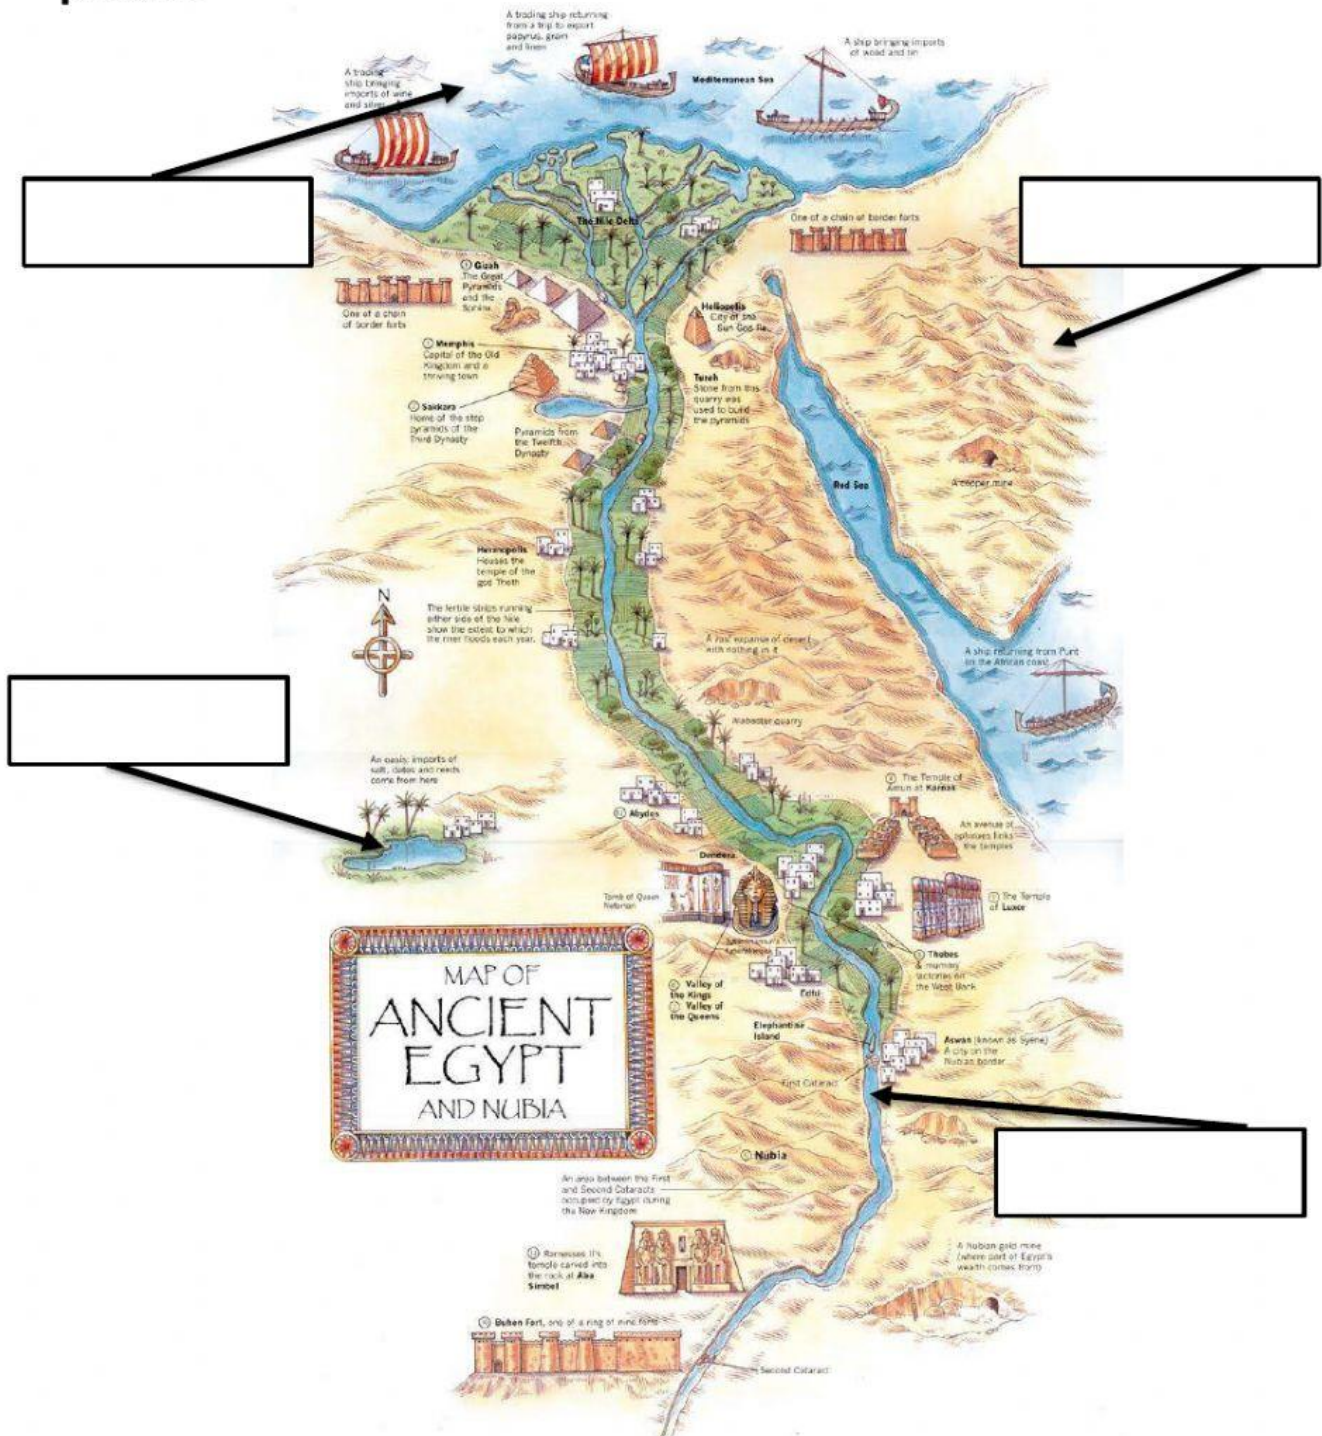 A trading ship returning
from a trip to export
papyrus, grain
and linen
A ship bringing imports
of wood and tin
A trading
ship bringing
imports of wine
and silver
Mediterranean Sea
The Nile Delta
One of a chain of border forts
Gizah
The Great
Pyramids
and the
Sphinx
One of a chain
of border forts
Heliopolis
City of the
Sun God Re
Memphis
Capital of the Old
Kingdom and a
thriving town
Turah
Stone from this
quarry was
used to build
the pyramids
Sakkara
Home of the step
pyramids of the
Third Dynasty
Pyramids from
the Twelfth
Dynasty
A copper mine
Red Sea
Hermopolis
Houses the
temple of the
god Thoth
N
The fertile strips running
either side of the Nile
show the extent to which
the river floods each year.
A vast expanse of desert
with nothing in it
A ship returning from Punt
on the African coast
Alabaster quarry
An oasis; imports of
salt, dates and reeds
come from here
The Temple of
Amun at Karnak
Abydos
An avenue of
sphinxes links
the temples
Dendera
Tomb of Queen
The Temple
of Luxor
Thebes
mummy
factories on
the West Bank
Valley of
the Kings
Valley of
the Queens
Edfu
Elephantine
Island
Aswan (known as Syene)
A city on the
Nubian border
First Cataract
MAP OF
ANCIENT
EGYPT
AND NUBIA
Nubia
An area between the First
and Second Cataracts
occupied by Egypt during
the New Kingdom
Ramesses II's
temple carved into
the rock at Abu
Simbel
A Nubian gold mine
(where part of Egypt's
wealth comes from)
Buhen Fort, one of a ring of nine forts
Second Cataract